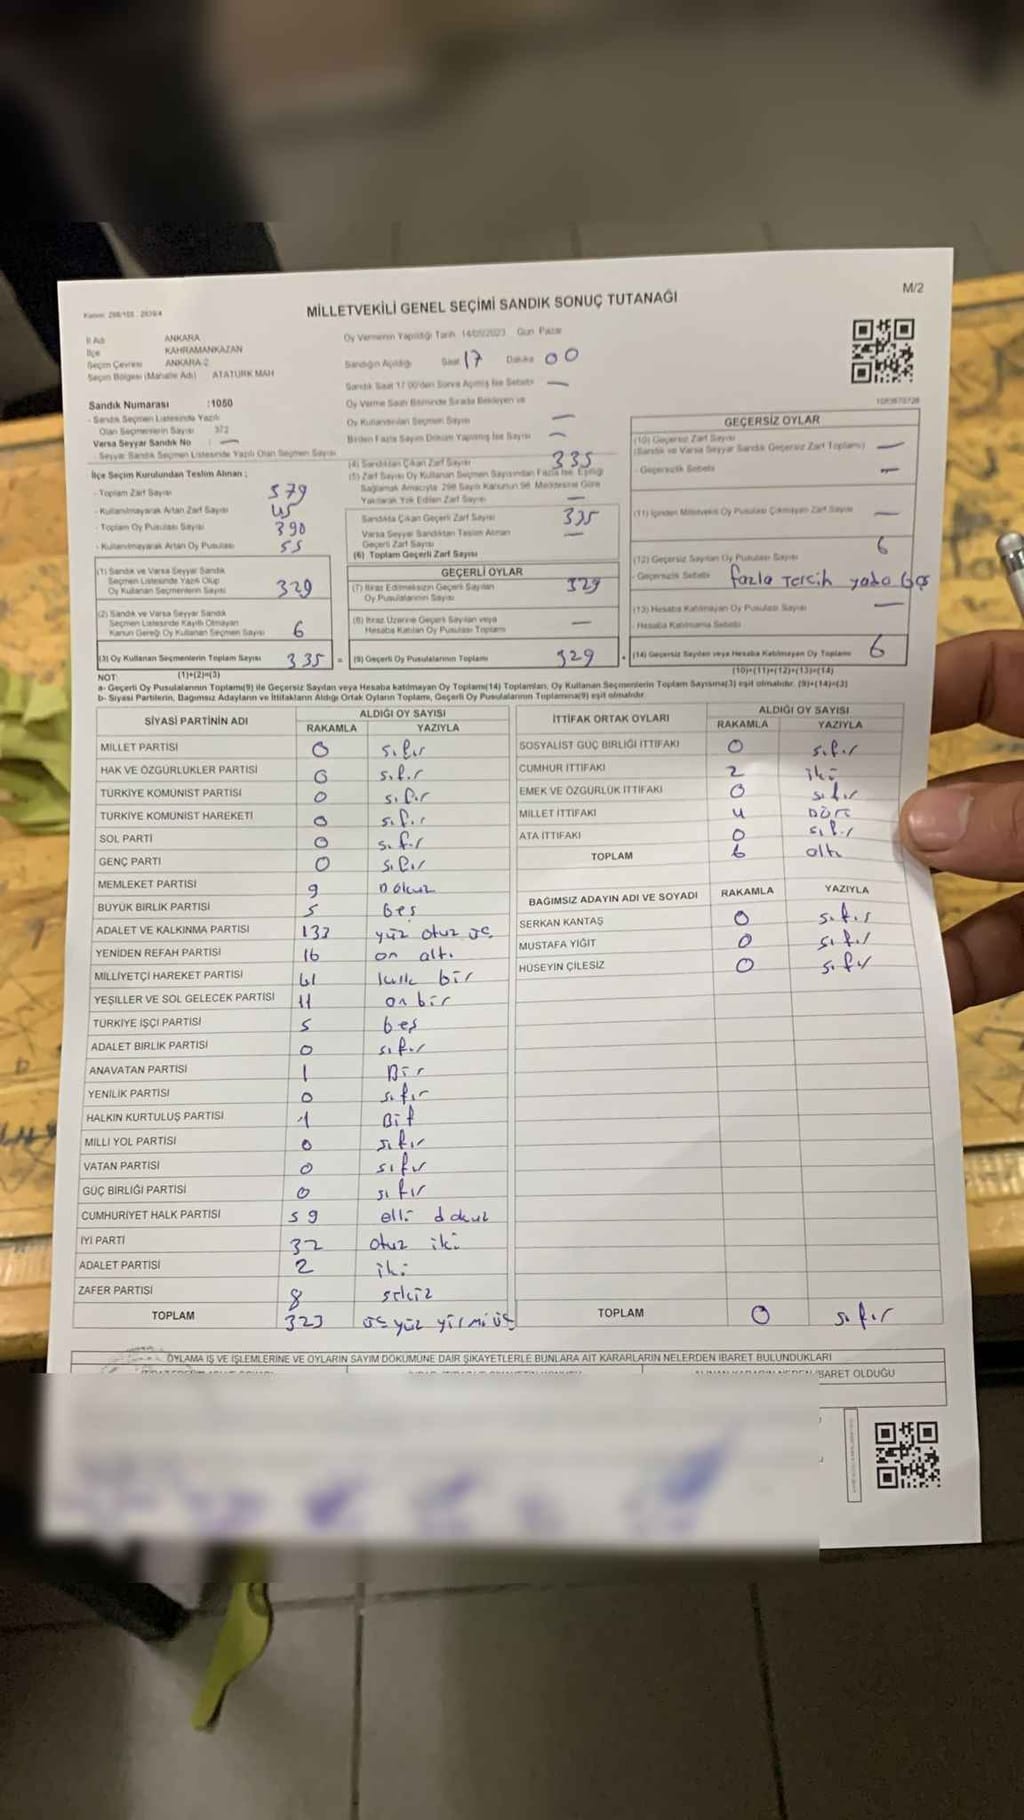 M/2
MİLLETVEKİLİ GENEL SEÇİMİ SANDIK SONUÇ TUTANAĞI
İl Adı ANKARA
İlçe KAHRAMANKAZAN
Seçim Çevresi ANKARA-2
Seçim Bölgesi (Mahalle Adı) ATATÜRK MAH
Sandık Numarası :1050
- Sandık Seçmen Listesinde Yazılı
Olan Seçmenlerin Sayısı 372
Varsa Seyyar Sandık No : —
- Seyyar Sandık Seçmen Listesinde Yazılı Olan Seçmen Sayısı
İlçe Seçim Kurulundan Teslim Alınan ;
- Toplam Zarf Sayısı 379
- Kullanılmayarak Artan Zarf Sayısı 45
- Toplam Oy Pusulası Sayısı 390
- Kullanılmayarak Artan Oy Pusulası 55
(1) Sandık ve Varsa Seyyar Sandık
Seçmen Listesinde Yazılı Olup
Oy Kullanan Seçmenlerin Sayısı 329
(2) Sandık ve Varsa Seyyar Sandık
Seçmen Listesinde Kayıtlı Olmayan
Kanun Gereği Oy Kullanan Seçmen Sayısı 6
(3) Oy Kullanan Seçmenlerin Toplam Sayısı 335 =
(1)+(2)=(3)
Oy Vermenin Yapıldığı Tarih 14/05/2023 Gün Pazar
Sandığın Açıldığı Saat 17 Dakika 00
Sandık Saat 17:00'den Sonra Açılmış İse Sebebi —
Oy Verme Saati Bitiminde Sırada Bekleyen ve
Oy Kullandırılan Seçmen Sayısı —
Birden Fazla Sayım Döküm Yapılmış İse Sayısı —
(4) Sandıktan Çıkan Zarf Sayısı 335
(5) Zarf Sayısı Oy Kullanan Seçmen Sayısından Fazla İse, Eşitliği
Sağlamak Amacıyla 298 Sayılı Kanunun 98. Maddesine Göre
Yakılarak Yok Edilen Zarf Sayısı —
Sandıkta Çıkan Geçerli Zarf Sayısı 335
Varsa Seyyar Sandıktan Teslim Alınan
Geçerli Zarf Sayısı —
(6) Toplam Geçerli Zarf Sayısı
GEÇERLİ OYLAR
(7) İtiraz Edilmeksizin Geçerli Sayılan
Oy Pusulalarının Sayısı 329
(8) İtiraz Üzerine Geçerli Sayılan veya
Hesaba Katılan Oy Pusulası Toplamı —
(9) Geçerli Oy Pusulalarının Toplamı 329 +
GEÇERSİZ OYLAR
(10) Geçersiz Zarf Sayısı
(Sandık ve Varsa Seyyar Sandık Geçersiz Zarf Toplamı) —
- Geçersizlik Sebebi —
(11) İçinden Milletvekili Oy Pusulası Çıkmayan Zarf Sayısı —
(12) Geçersiz Sayılan Oy Pusulası Sayısı 6
- Geçersizlik Sebebi fazla tercih yada boş
(13) Hesaba Katılmayan Oy Pusulası Sayısı —
Hesaba Katılmama Sebebi
(14) Geçersiz Sayılan veya Hesaba Katılmayan Oy Toplamı 6
(10)+(11)+(12)+(13)=(14)
NOT:
a- Geçerli Oy Pusulalarının Toplamı(9) ile Geçersiz Sayılan veya Hesaba katılmayan Oy Toplamı(14) Toplamları, Oy Kullanan Seçmenlerin Toplam Sayısına(3) eşit olmalıdır. (9)+(14)=(3)
b- Siyasi Partilerin, Bağımsız Adayların ve İttifakların Aldığı Ortak Oyların Toplamı, Geçerli Oy Pusulalarının Toplamına(9) eşit olmalıdır.
SİYASİ PARTİNİN ADI ALDIĞI OY SAYISI
RAKAMLA YAZIYLA
MİLLET PARTİSİ 0 sıfır
HAK VE ÖZGÜRLÜKLER PARTİSİ 0 sıfır
TÜRKİYE KOMÜNİST PARTİSİ 0 sıfır
TÜRKİYE KOMÜNİST HAREKETİ 0 sıfır
SOL PARTİ 0 sıfır
GENÇ PARTİ 0 sıfır
MEMLEKET PARTİSİ 9 Dokuz
BÜYÜK BİRLİK PARTİSİ 5 beş
ADALET VE KALKINMA PARTİSİ 133 yüz otuz üç
YENİDEN REFAH PARTİSİ 16 on altı
MİLLİYETÇİ HAREKET PARTİSİ 41 kırk bir
YEŞİLLER VE SOL GELECEK PARTİSİ 11 on bir
TÜRKİYE İŞÇİ PARTİSİ 5 beş
ADALET BİRLİK PARTİSİ 0 sıfır
ANAVATAN PARTİSİ 1 Bir
YENİLİK PARTİSİ 0 sıfır
HALKIN KURTULUŞ PARTİSİ 1 Bir
MİLLİ YOL PARTİSİ 0 sıfır
VATAN PARTİSİ 0 sıfır
GÜÇ BİRLİĞİ PARTİSİ 0 sıfır
CUMHURİYET HALK PARTİSİ 59 elli dokuz
İYİ PARTİ 32 otuz iki
ADALET PARTİSİ 2 iki
ZAFER PARTİSİ 8 sekiz
TOPLAM 323 üç yüz yirmi üç
İTTİFAK ORTAK OYLARI ALDIĞI OY SAYISI
RAKAMLA YAZIYLA
SOSYALİST GÜÇ BİRLİĞİ İTTİFAKI 0 sıfır
CUMHUR İTTİFAKI 2 iki
EMEK VE ÖZGÜRLÜK İTTİFAKI 0 sıfır
MİLLET İTTİFAKI 4 Dört
ATA İTTİFAKI 0 sıfır
TOPLAM 6 altı
BAĞIMSIZ ADAYIN ADI VE SOYADI RAKAMLA YAZIYLA
SERKAN KANTAŞ 0 sıfır
MUSTAFA YİĞİT 0 sıfır
HÜSEYİN ÇİLESİZ 0 sıfır
TOPLAM 0 sıfır
OYLAMA İŞ VE İŞLEMLERİNE VE OYLARIN SAYIM DÖKÜMÜNE DAİR ŞİKAYETLERLE BUNLARA AİT KARARLARIN NELERDEN İBARET BULUNDUKLARI
İBARET OLDUĞU